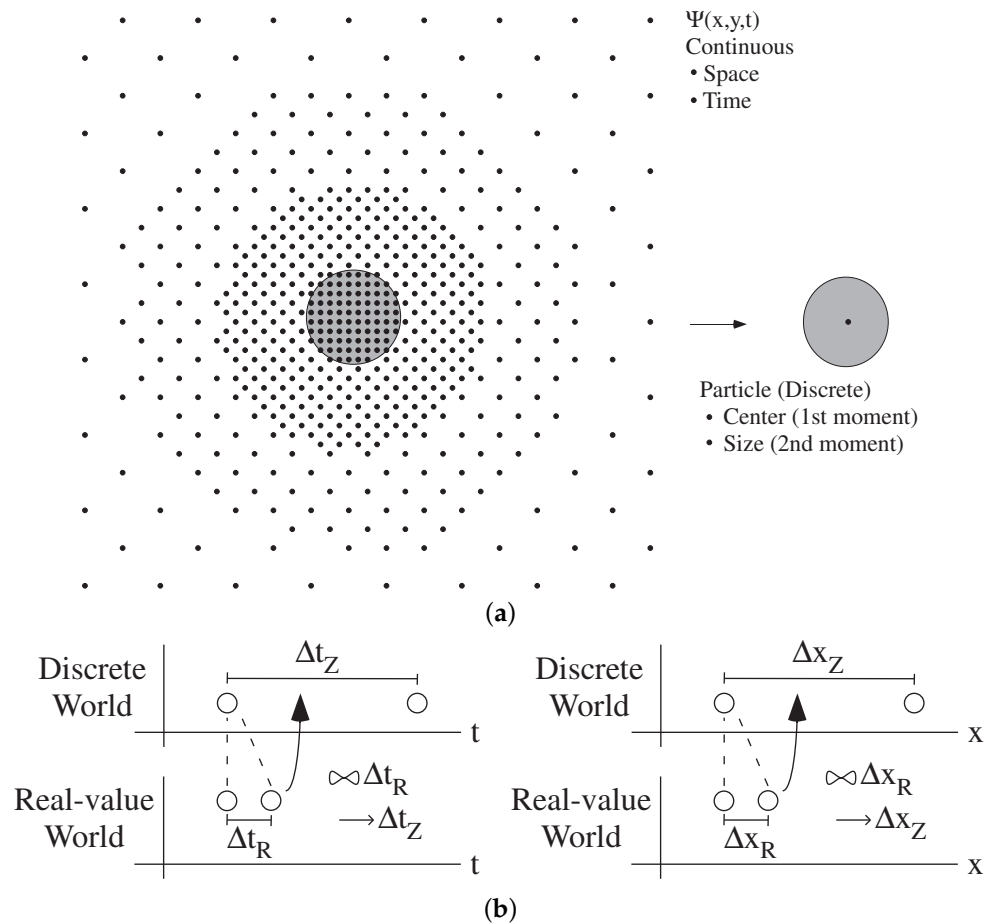 Ψ(x,y,t)
Continuous
• Space
• Time
Particle (Discrete)
• Center (1st moment)
• Size (2nd moment)
(a)
Discrete
World
Δt_Z
t
Real-value
World
Δt_R
∞Δt_R
→Δt_Z
t
Discrete
World
Δx_Z
x
Real-value
World
Δx_R
∞Δx_R
→Δx_Z
x
(b)